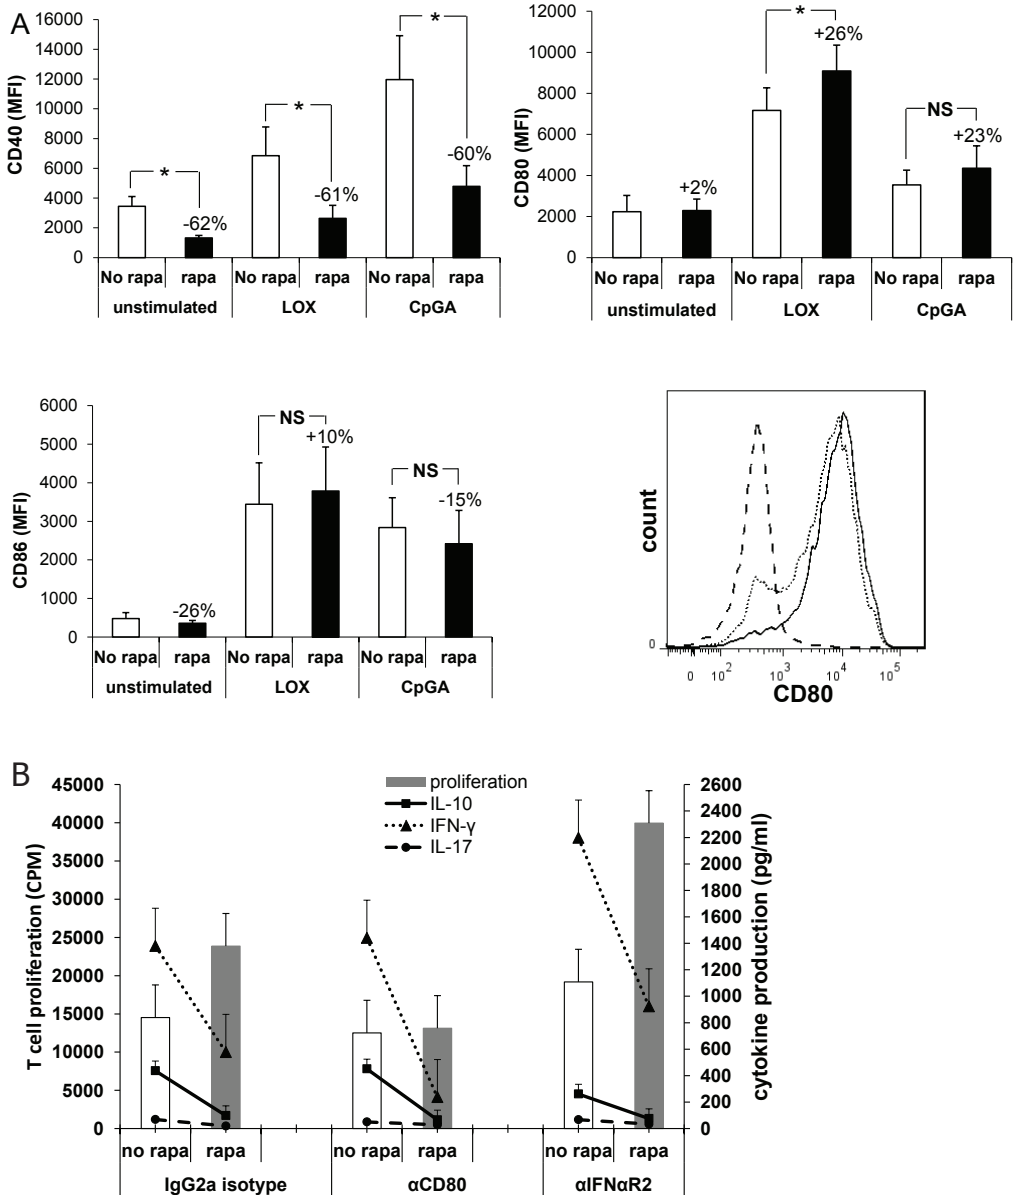 A
CD40 (MFI)
16000
14000
12000
10000
8000
6000
4000
2000
0
*
*
*
-62%
-61%
-60%
No rapa rapa No rapa rapa No rapa rapa
unstimulated LOX CpGA
CD80 (MFI)
12000
10000
8000
6000
4000
2000
0
*
NS
+2%
+26%
+23%
No rapa rapa No rapa rapa No rapa rapa
unstimulated LOX CpGA
CD86 (MFI)
6000
5000
4000
3000
2000
1000
0
NS
NS
-26%
+10%
-15%
No rapa rapa No rapa rapa No rapa rapa
unstimulated LOX CpGA
count
0
0 10² 10³ 10⁴ 10⁵
CD80
B
T cell proliferation (CPM)
45000
40000
35000
30000
25000
20000
15000
10000
5000
0
proliferation
IL-10
IFN-γ
IL-17
2600
2400
2200
2000
1800
1600
1400
1200
1000
800
600
400
200
0
cytokine production (pg/ml)
no rapa rapa no rapa rapa no rapa rapa
IgG2a isotype αCD80 αIFNαR2